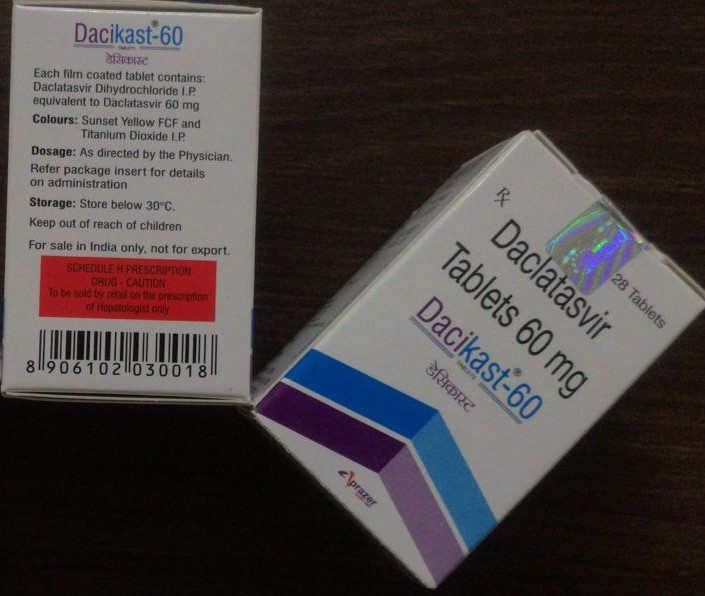 Dacikast®-60
TABLETS
डेसिकास्ट
Each film coated tablet contains:
Daclatasvir Dihydrochloride I.P.
equivalent to Daclatasvir 60 mg
Colours: Sunset Yellow FCF and
Titanium Dioxide I.P.
Dosage: As directed by the Physician.
Refer package insert for details
on administration
Storage: Store below 30°C.
Keep out of reach of children
For sale in India only, not for export.
SCHEDULE H PRESCRIPTION
DRUG - CAUTION
To be sold by retail on the prescription
of Hepatologist only
8 906102 030018
Rx
28 Tablets
Daclatasvir
Tablets 60 mg
Dacikast®-60
TABLETS
डेसिकास्ट
Aprazer